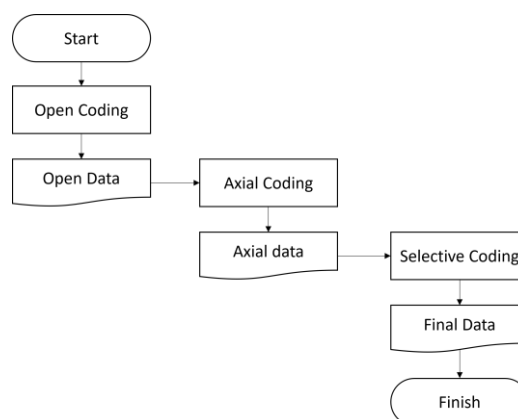 Start
Open Coding
Open Data
Axial Coding
Axial data
Selective Coding
Final Data
Finish